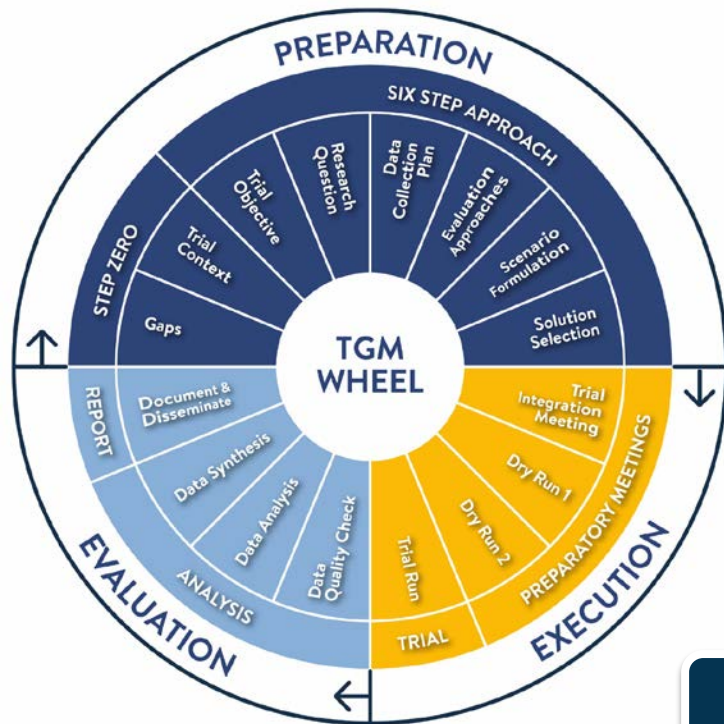 PREPARATION
SIX STEP APPROACH
STEP ZERO
Gaps
Trial
Context
Trial
Objective
Research
Question
Data
Collection
Plan
Evaluation
Approaches
Scenario
Formulation
Solution
Selection
TGM
WHEEL
Trial
Integration
Meeting
Dry Run 1
Dry Run 2
PREPARATORY MEETINGS
Trial Run
TRIAL
EXECUTION
Data
Quality Check
Data Analysis
Data Synthesis
ANALYSIS
Document &
Disseminate
REPORT
EVALUATION